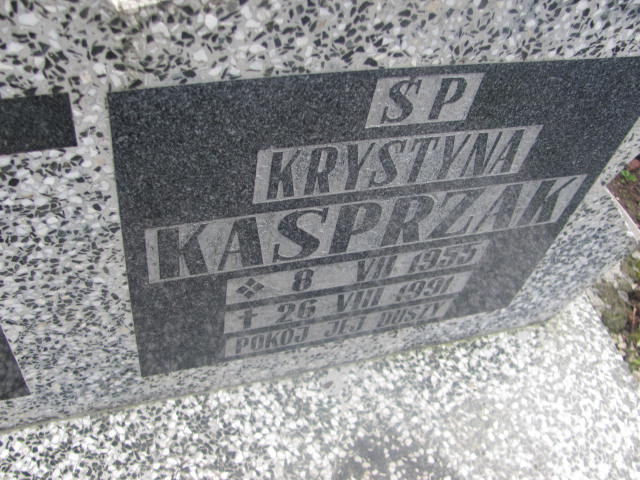 ŚP
KRYSTYNA
KASPRZAK
8 VII 1955
† 26 VIII 1991
POKÓJ JEJ DUSZY